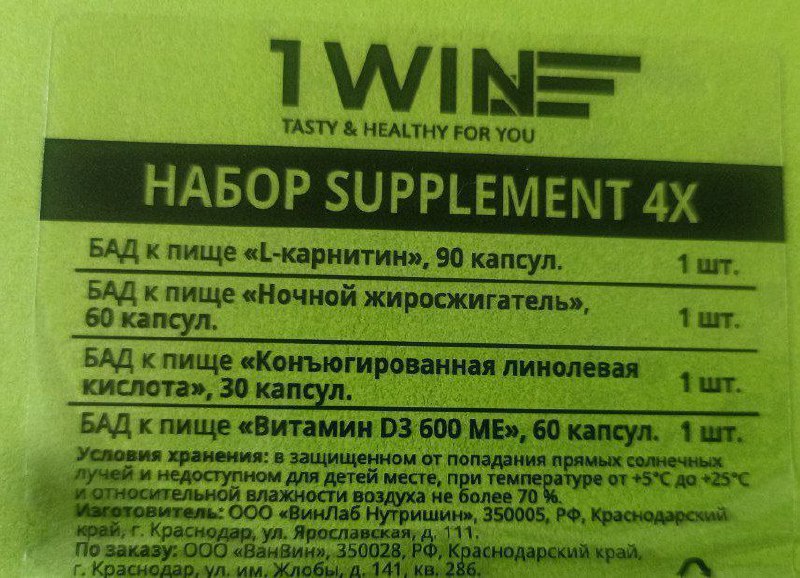 1WIN
TASTY & HEALTHY FOR YOU
НАБОР SUPPLEMENT 4X
БАД к пище «L-карнитин», 90 капсул. 1 шт.
БАД к пище «Ночной жиросжигатель», 60 капсул. 1 шт.
БАД к пище «Конъюгированная линолевая кислота», 30 капсул. 1 шт.
БАД к пище «Витамин D3 600 МЕ», 60 капсул. 1 шт.
Условия хранения: в защищенном от попадания прямых солнечных
лучей и недоступном для детей месте, при температуре от +5°С до +25°С
и относительной влажности воздуха не более 70 %.
Изготовитель: ООО «ВинЛаб Нутришин», 350005, РФ, Краснодарский
край, г. Краснодар, ул. Ярославская, д. 111.
По заказу: ООО «ВанВин», 350028, РФ, Краснодарский край,
г. Краснодар, ул. им. Жлобы, д. 141, кв. 286.